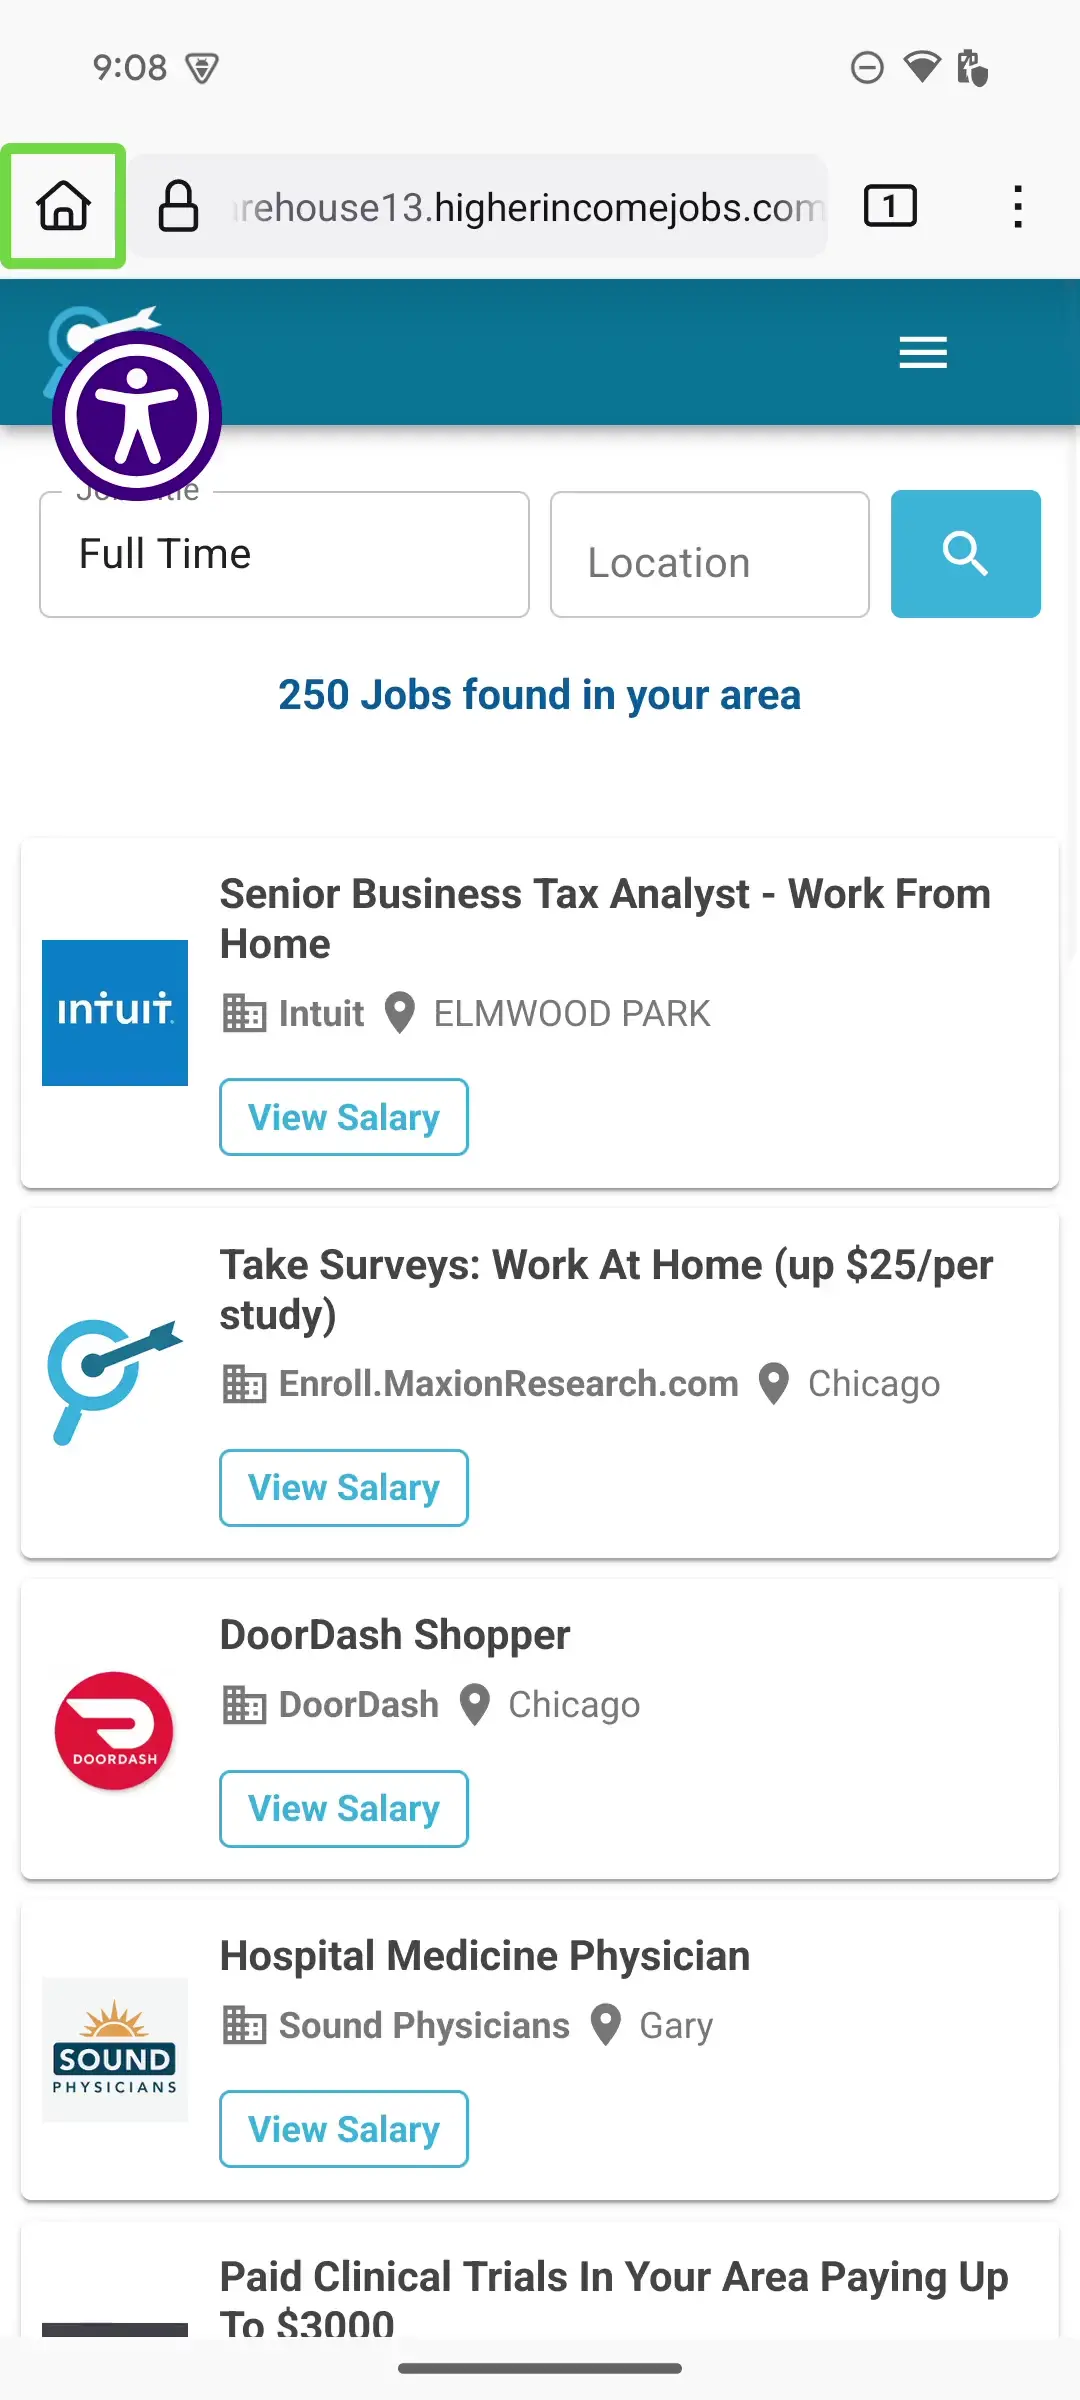 9:08
rehouse13.higherincomejobs.com
1
Full Time
Location
250 Jobs found in your area
Senior Business Tax Analyst - Work From
Home
intuit.
Intuit ELMWOOD PARK
View Salary
Take Surveys: Work At Home (up $25/per
study)
Enroll.MaxionResearch.com Chicago
View Salary
DoorDash Shopper
DoorDash Chicago
DOORDASH
View Salary
Hospital Medicine Physician
Sound Physicians Gary
SOUND
PHYSICIANS
View Salary
Paid Clinical Trials In Your Area Paying Up
To $3000